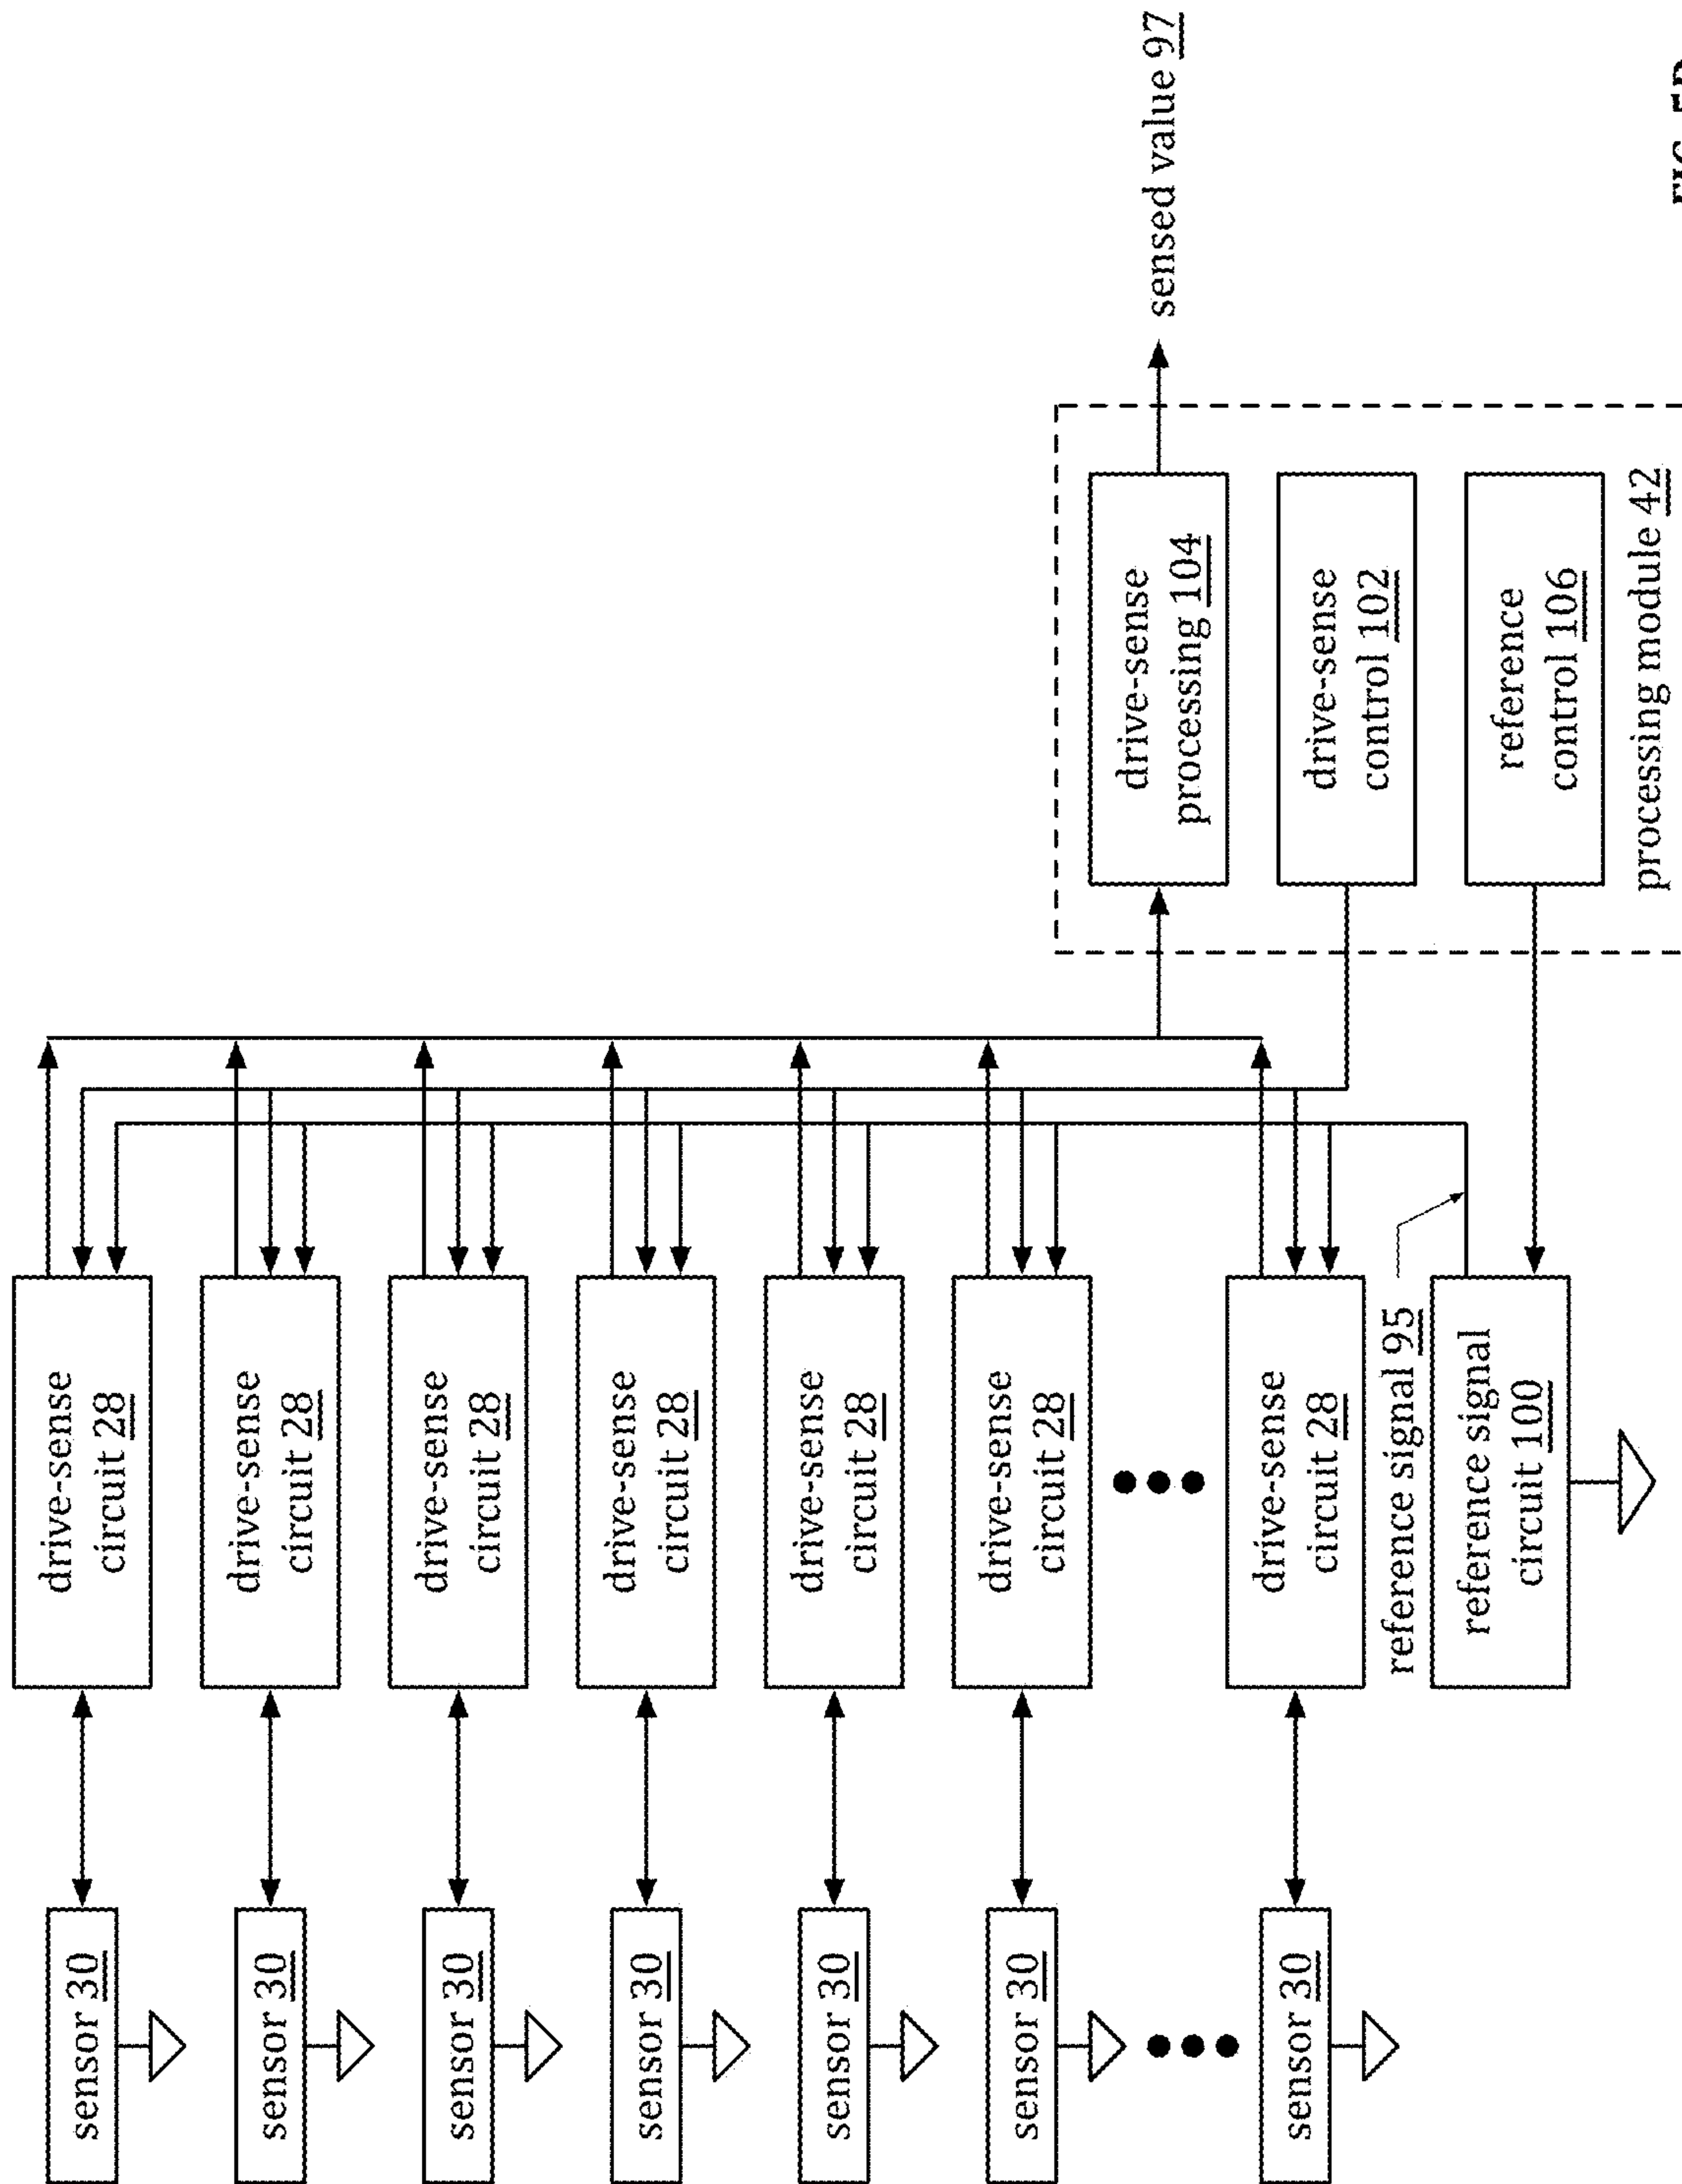 sensor 30
sensor 30
sensor 30
sensor 30
sensor 30
sensor 30
sensor 30
drive-sense
circuit 28
drive-sense
circuit 28
drive-sense
circuit 28
drive-sense
circuit 28
drive-sense
circuit 28
drive-sense
circuit 28
drive-sense
circuit 28
reference signal 95
reference signal
circuit 100
drive-sense
processing 104
drive-sense
control 102
reference
control 106
processing module 42
sensed value 97